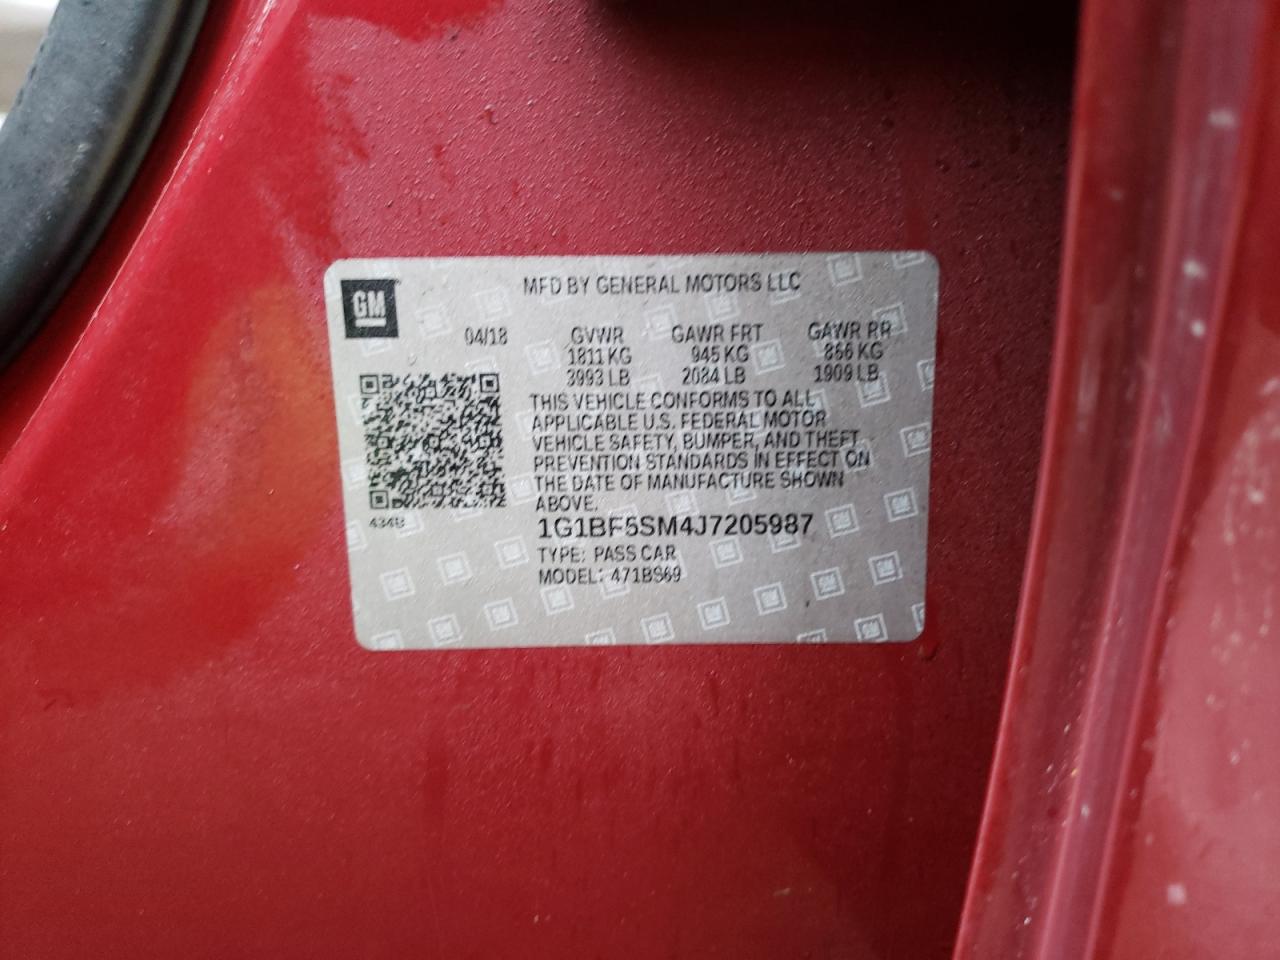 GM
MFD BY GENERAL MOTORS LLC
04/18 GVWR GAWR FRT GAWR RR
1811 KG 945 KG 866 KG
3993 LB 2084 LB 1909 LB
THIS VEHICLE CONFORMS TO ALL
APPLICABLE U.S. FEDERAL MOTOR
VEHICLE SAFETY, BUMPER, AND THEFT
PREVENTION STANDARDS IN EFFECT ON
THE DATE OF MANUFACTURE SHOWN
ABOVE.
1G1BF5SM4J7205987
TYPE: PASS CAR
MODEL: 471BS69